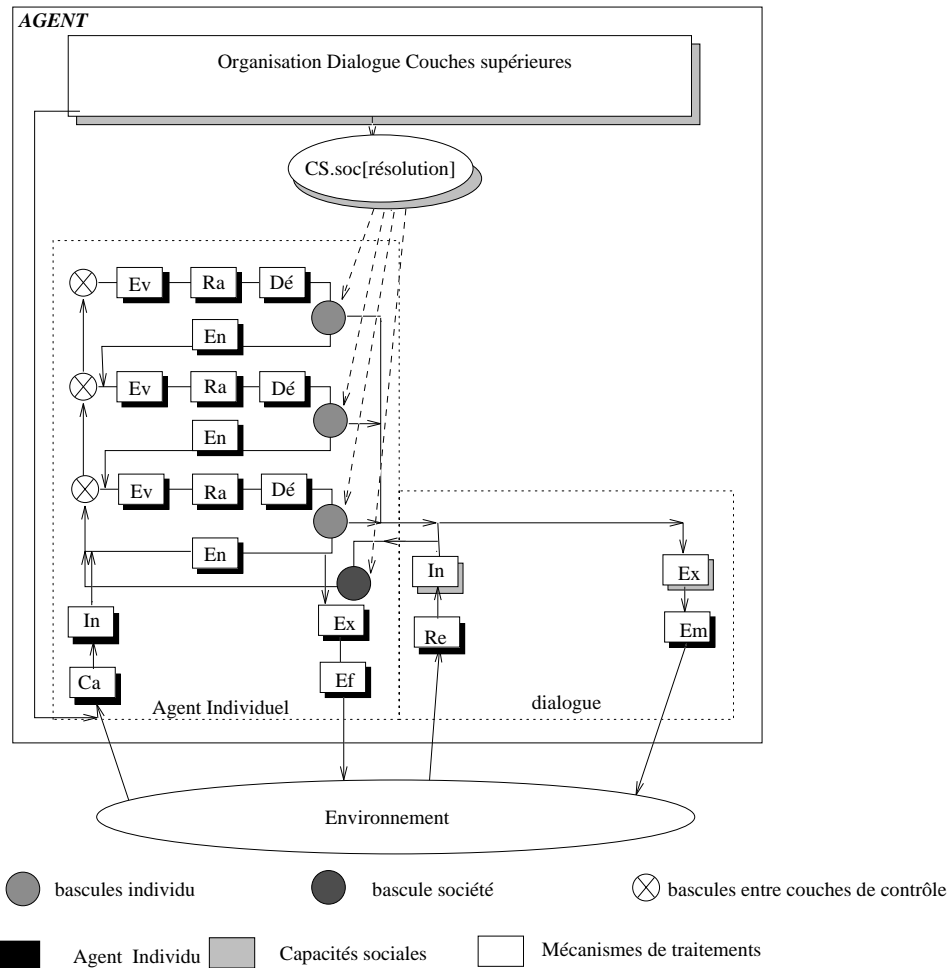 AGENT
Organisation Dialogue Couches supérieures
CS.soc[résolution]
Ev Ra Dé
En
Ev Ra Dé
En
Ev Ra Dé
En
In Ex
In Ex
Re Em
Ca Ef
Agent Individuel
dialogue
Environnement
bascules individu bascule société bascules entre couches de contrôle
Agent Individu Capacités sociales Mécanismes de traitements